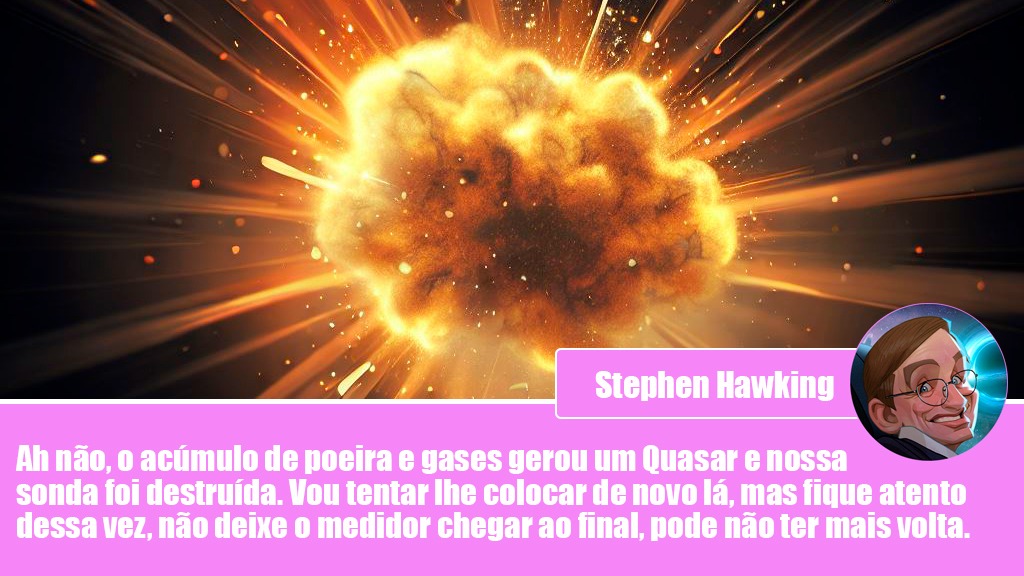 Stephen Hawking
Ah não, o acúmulo de poeira e gases gerou um Quasar e nossa
sonda foi destruída. Vou tentar lhe colocar de novo lá, mas fique atento
dessa vez, não deixe o medidor chegar ao final, pode não ter mais volta.